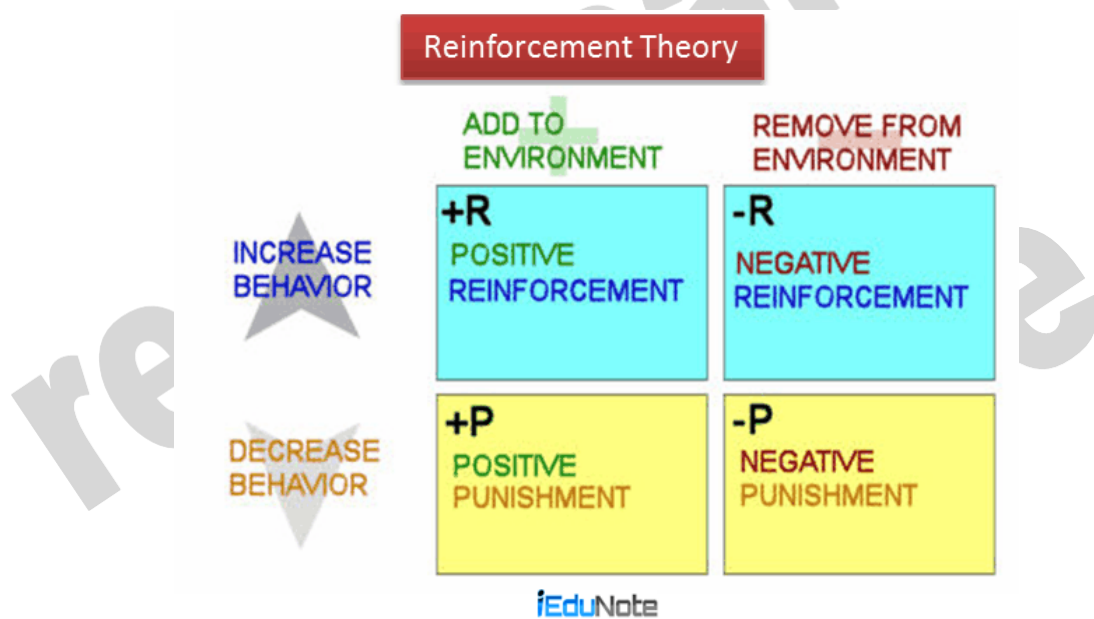 Reinforcement Theory
ADD TO
ENVIRONMENT
REMOVE FROM
ENVIRONMENT
INCREASE
BEHAVIOR
+R
POSITIVE
REINFORCEMENT
-R
NEGATIVE
REINFORCEMENT
DECREASE
BEHAVIOR
+P
POSITIVE
PUNISHMENT
-P
NEGATIVE
PUNISHMENT
iEduNote